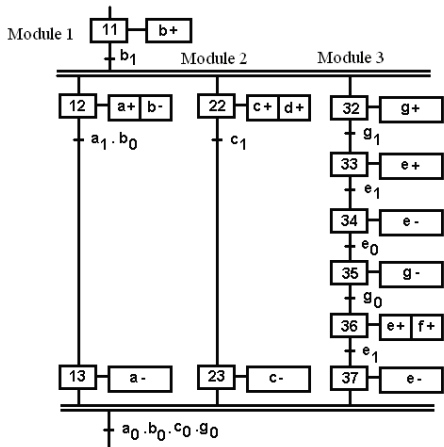 Module 1
11 b+
b1
Module 2
Module 3
12 a+ b-
22 c+ d+
32 g+
a1 . b0
c1
g1
33 e+
e1
34 e-
e0
35 g-
g0
36 e+ f+
e1
13 a-
23 c-
37 e-
a0 . b0 . c0 . g0